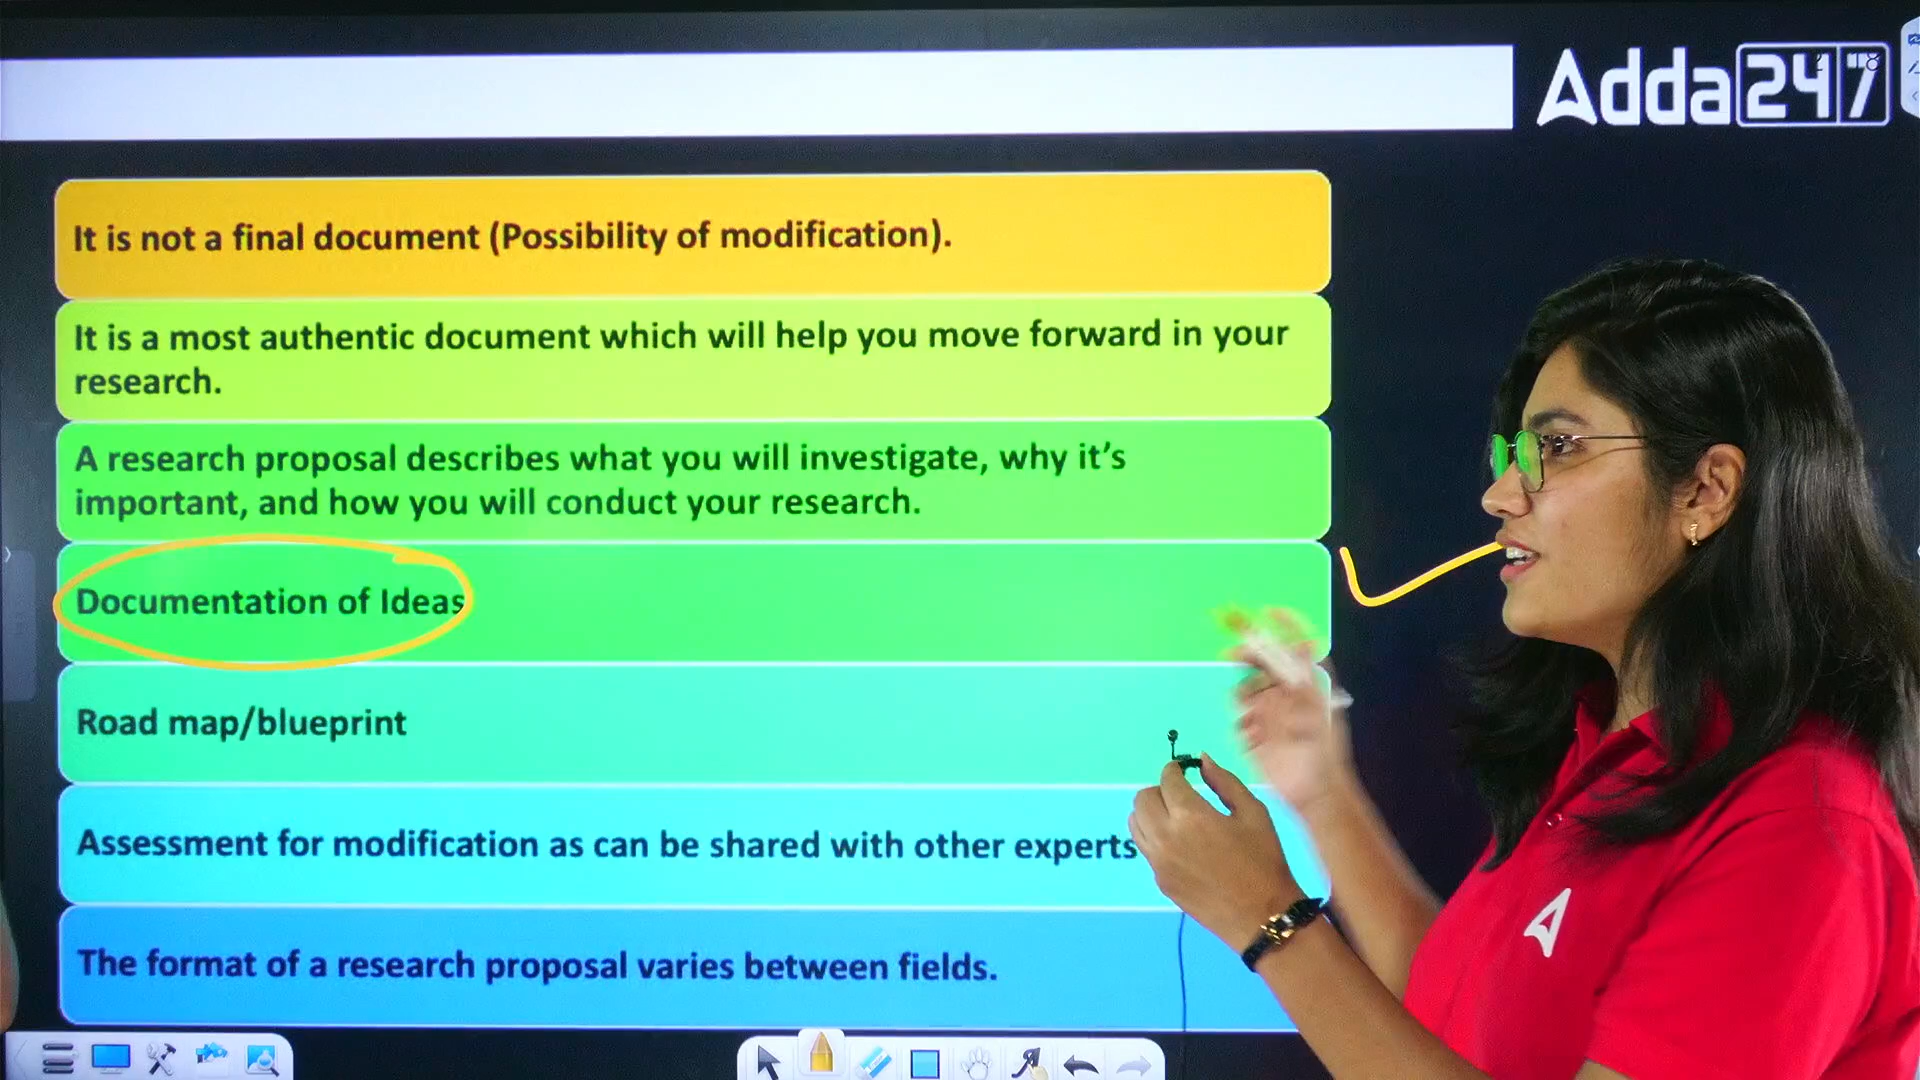 Adda247
It is not a final document (Possibility of modification).
It is a most authentic document which will help you move forward in your
research.
A research proposal describes what you will investigate, why it's
important, and how you will conduct your research.
Documentation of Ideas
Road map/blueprint
Assessment for modification as can be shared with other experts
The format of a research proposal varies between fields.